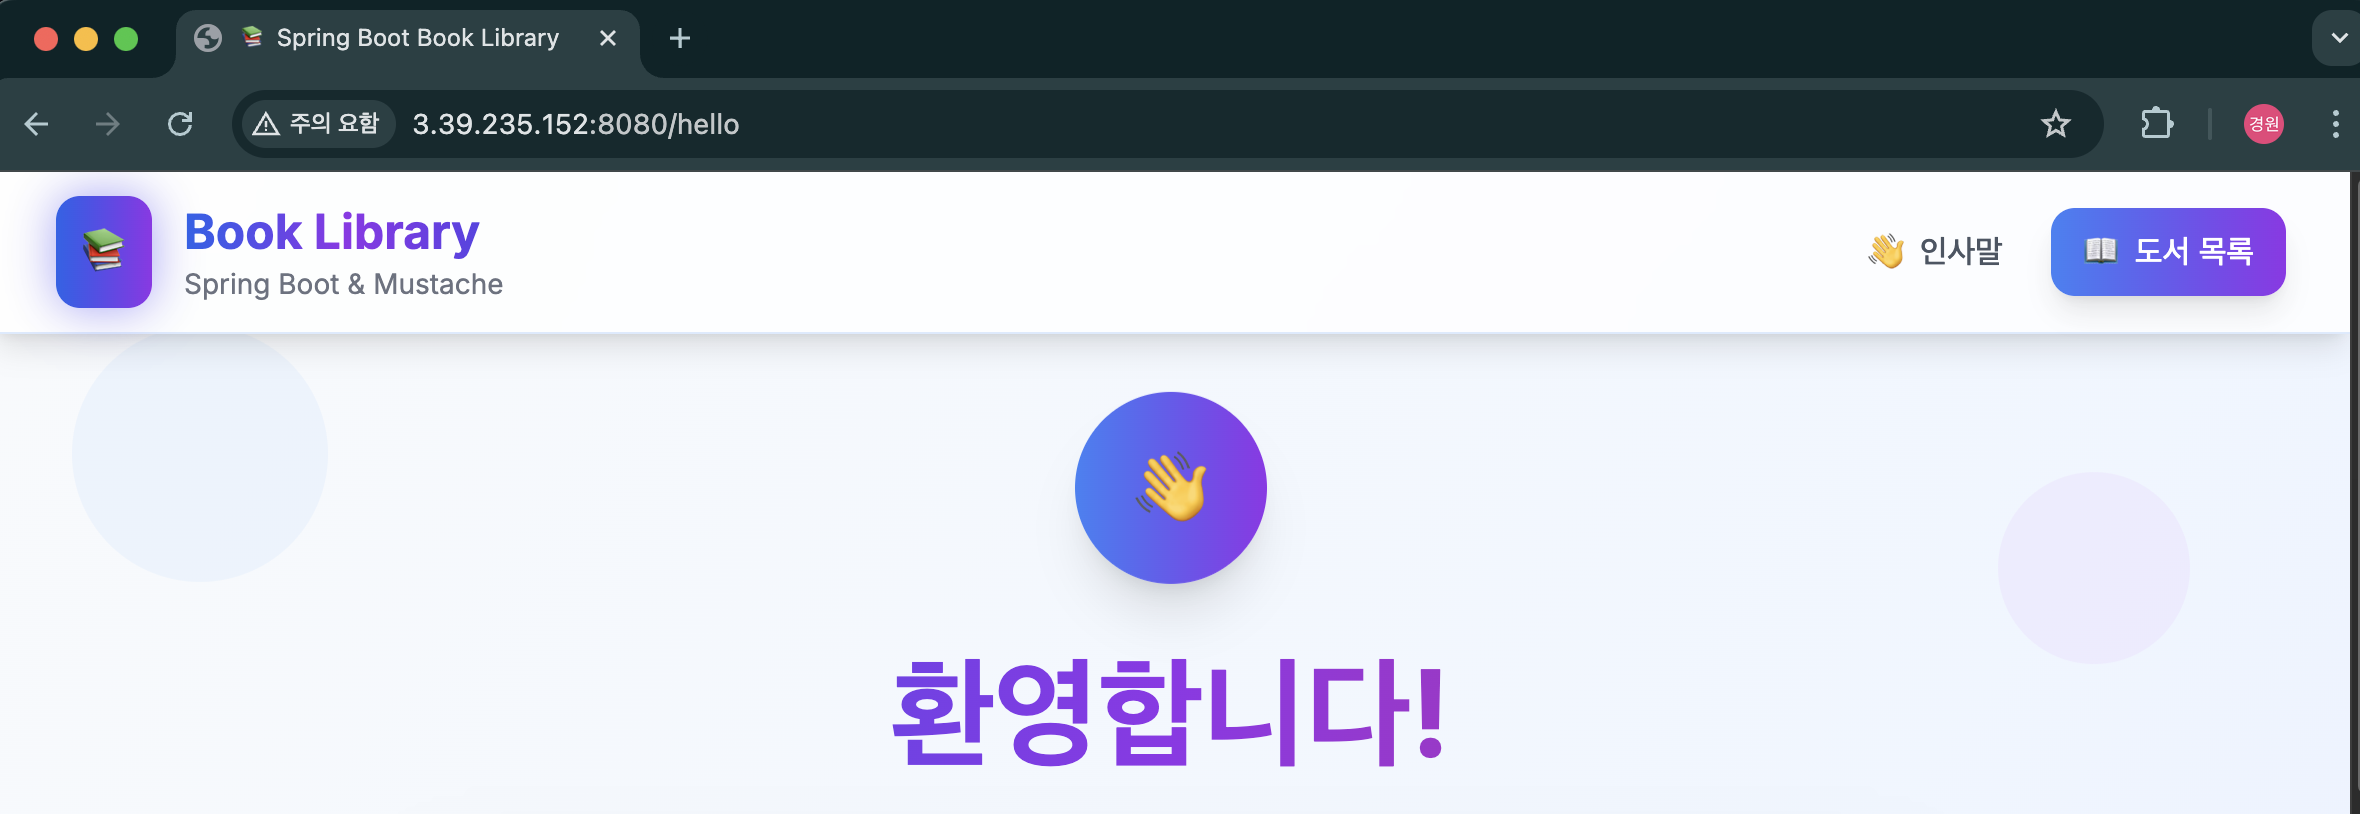 Spring Boot Book Library
주의 요함 3.39.235.152:8080/hello
경원
Book Library
Spring Boot & Mustache
인사말
도서 목록
환영합니다!